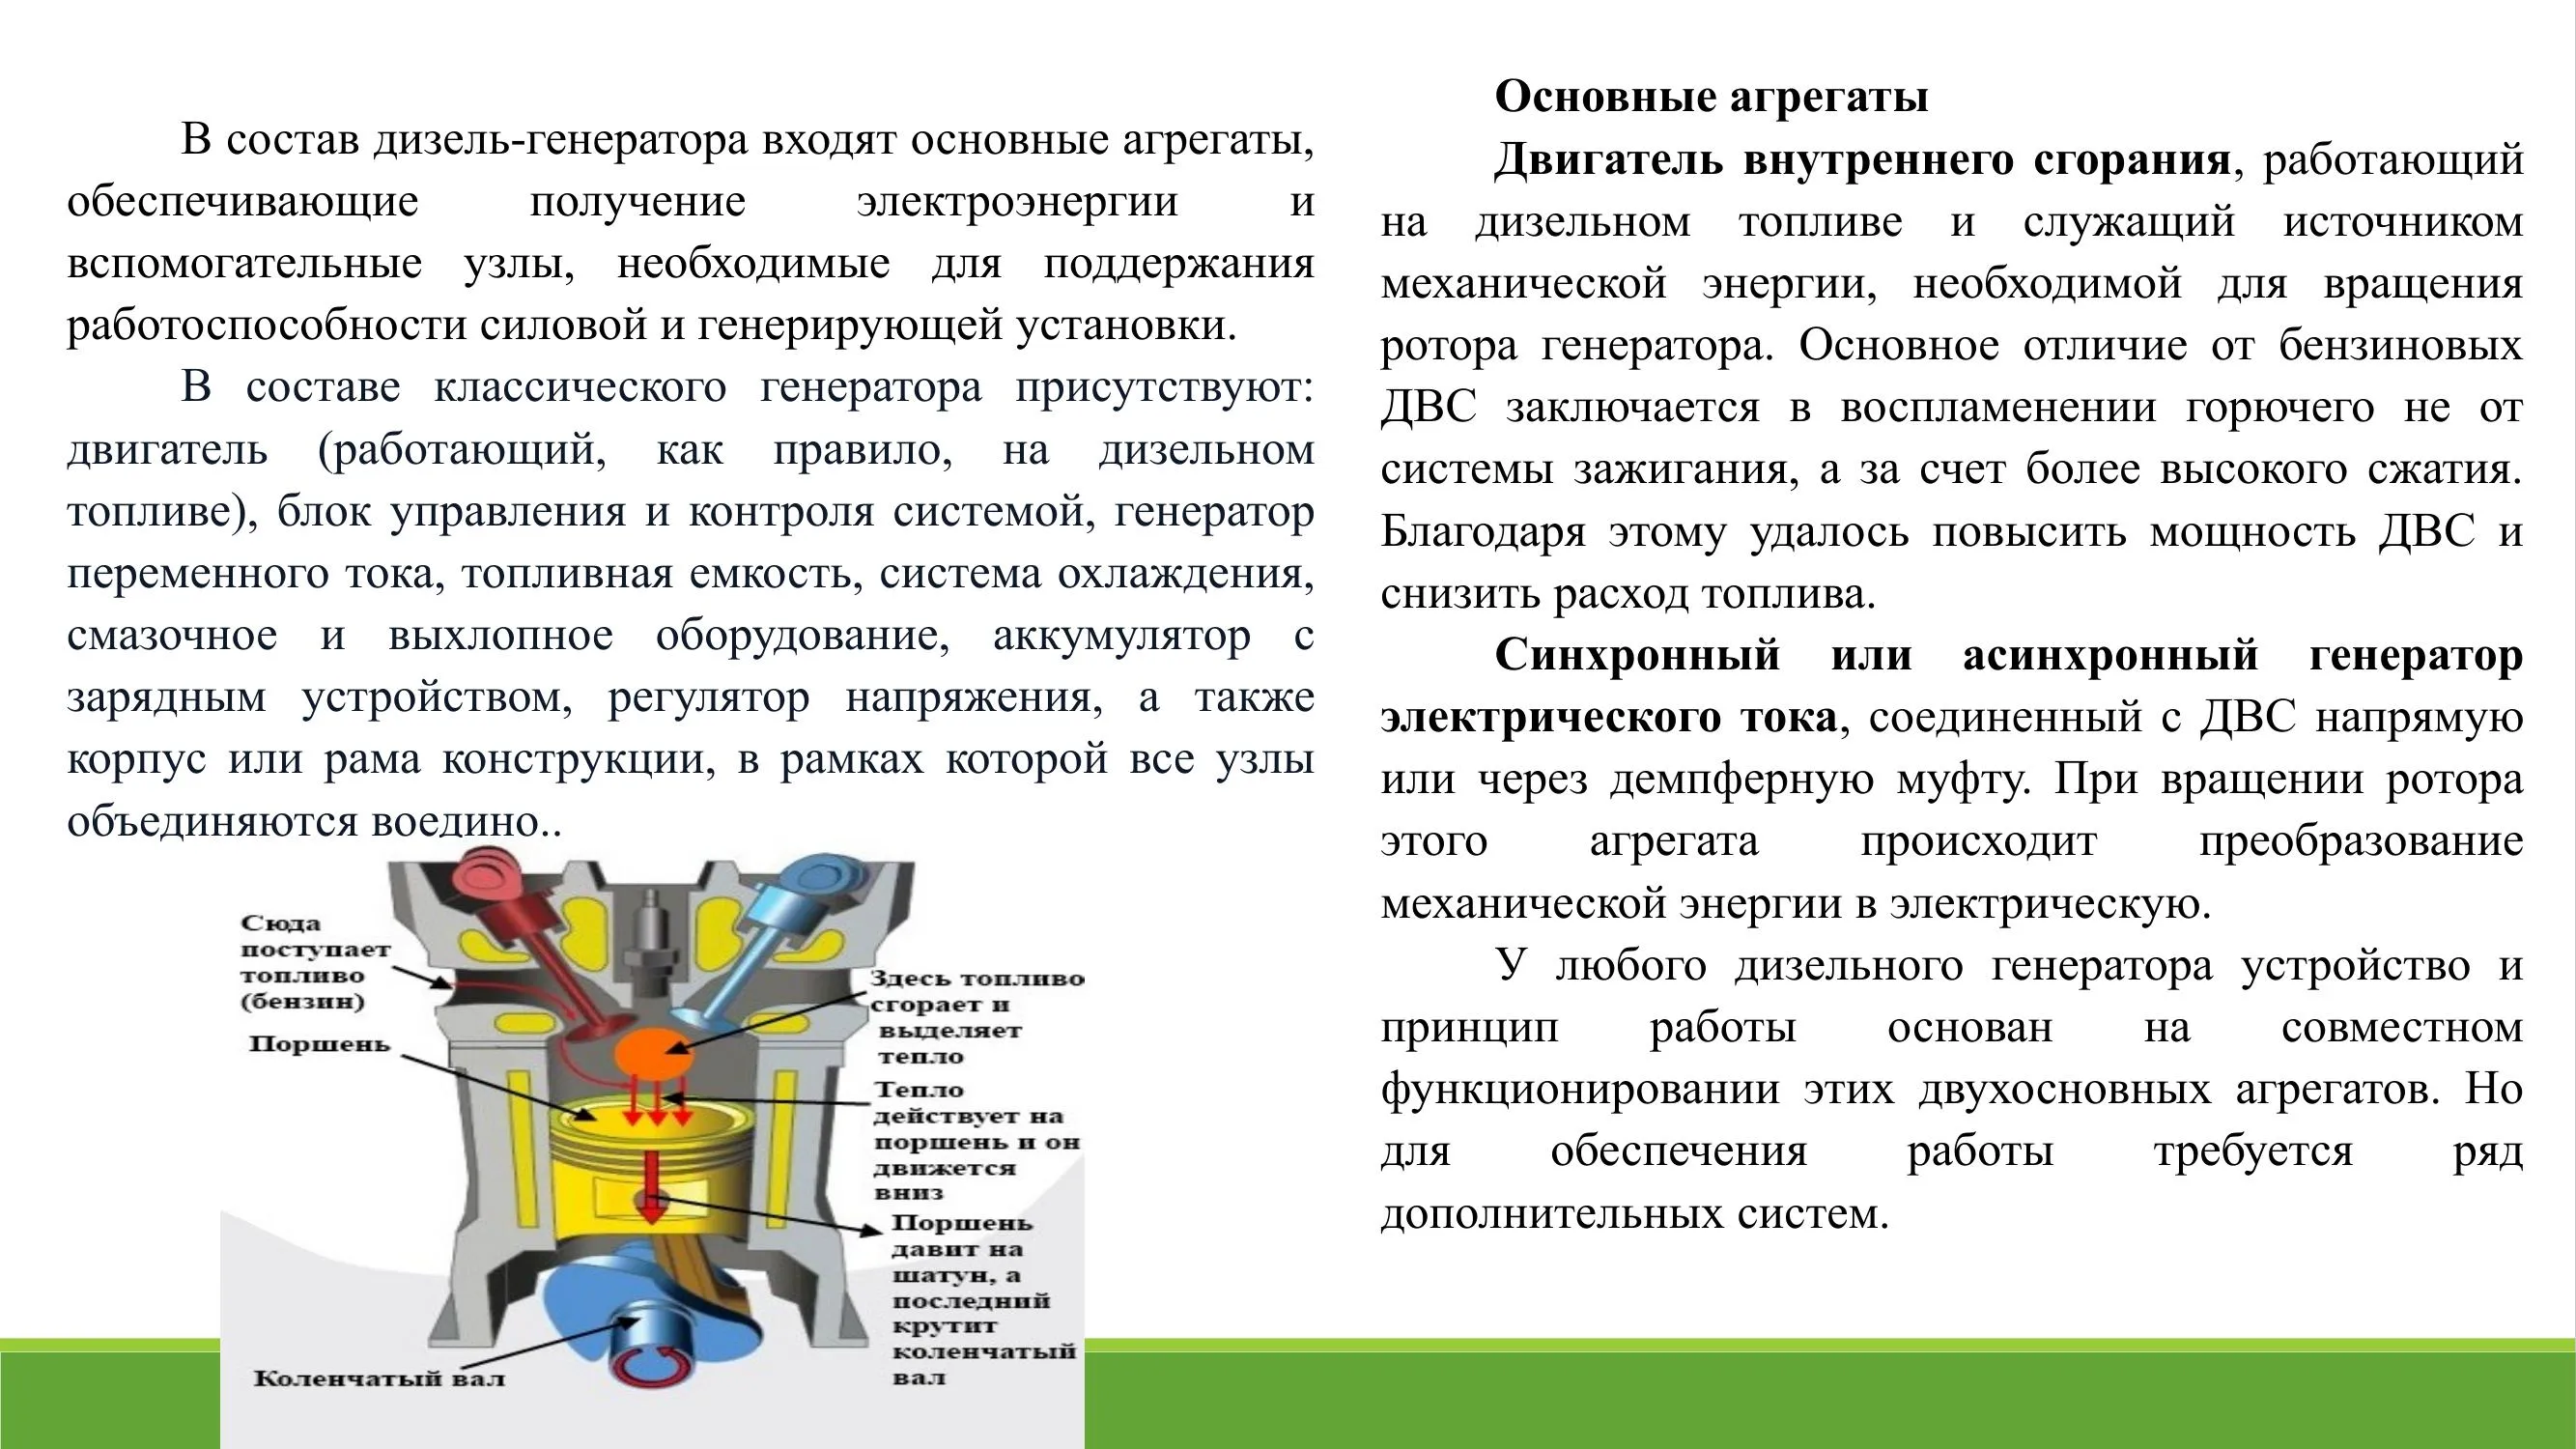 В состав дизель-генератора входят основные агрегаты,
обеспечивающие получение электроэнергии и
вспомогательные узлы, необходимые для поддержания
работоспособности силовой и генерирующей установки.
В составе классического генератора присутствуют:
двигатель (работающий, как правило, на дизельном
топливе), блок управления и контроля системой, генератор
переменного тока, топливная емкость, система охлаждения,
смазочное и выхлопное оборудование, аккумулятор с
зарядным устройством, регулятор напряжения, а также
корпус или рама конструкции, в рамках которой все узлы
объединяются воедино..
Сюда
поступает
топливо
(бензин)
Поршень
Коленчатый вал
Здесь топливо
сгорает и
выделяет
тепло
Тепло
действует на
поршень и он
движется
вниз
Поршень
давит на
шатун, а
последний
крутит
коленчатый
вал
Основные агрегаты
Двигатель внутреннего сгорания, работающий
на дизельном топливе и служащий источником
механической энергии, необходимой для вращения
ротора генератора. Основное отличие от бензиновых
ДВС заключается в воспламенении горючего не от
системы зажигания, а за счет более высокого сжатия.
Благодаря этому удалось повысить мощность ДВС и
снизить расход топлива.
Синхронный или асинхронный генератор
электрического тока, соединенный с ДВС напрямую
или через демпферную муфту. При вращении ротора
этого агрегата происходит преобразование
механической энергии в электрическую.
У любого дизельного генератора устройство и
принцип работы основан на совместном
функционировании этих двухосновных агрегатов. Но
для обеспечения работы требуется ряд
дополнительных систем.